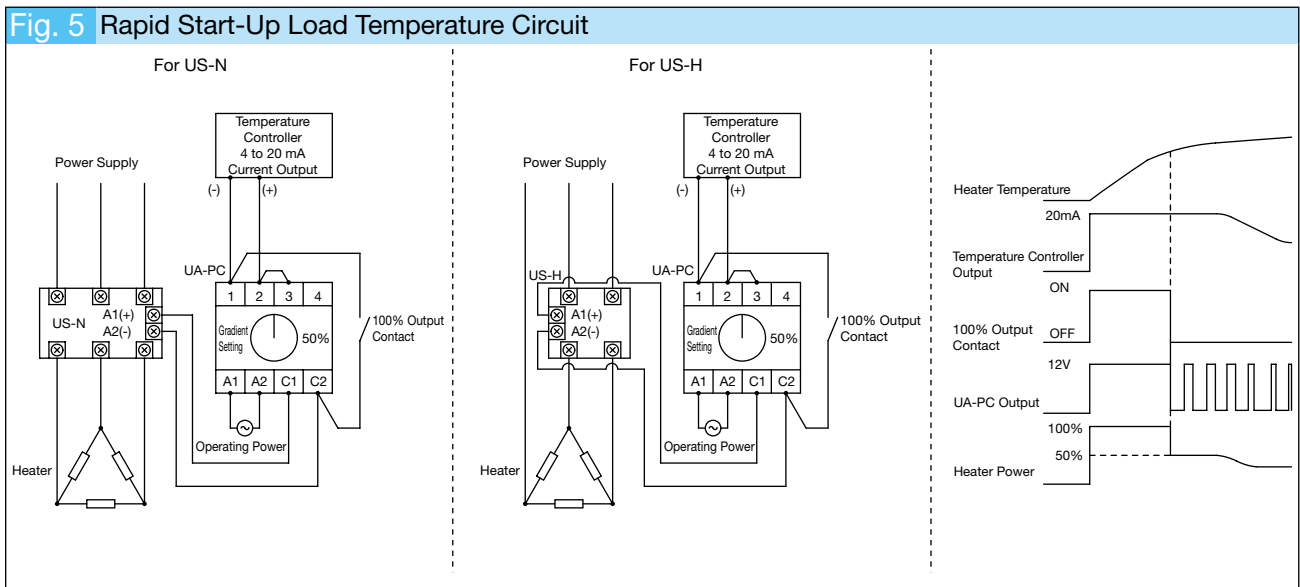 Fig. 5 Rapid Start-Up Load Temperature Circuit
For US-N
Temperature
Controller
4 to 20 mA
Current Output
Power Supply
(-) (+)
UA-PC
1 2 3 4
US-N
A1(+)
A2(-)
Gradient
Setting
50%
100% Output
Contact
A1 A2 C1 C2
Operating Power
Heater
For US-H
Temperature
Controller
4 to 20 mA
Current Output
Power Supply
(-) (+)
US-H
UA-PC
1 2 3 4
A1(+)
A2(-)
Gradient
Setting
50%
100% Output
Contact
A1 A2 C1 C2
Operating Power
Heater
Heater Temperature
20mA
Temperature Controller
Output
ON
100% Output
Contact
OFF
12V
UA-PC Output
100%
50%
Heater Power